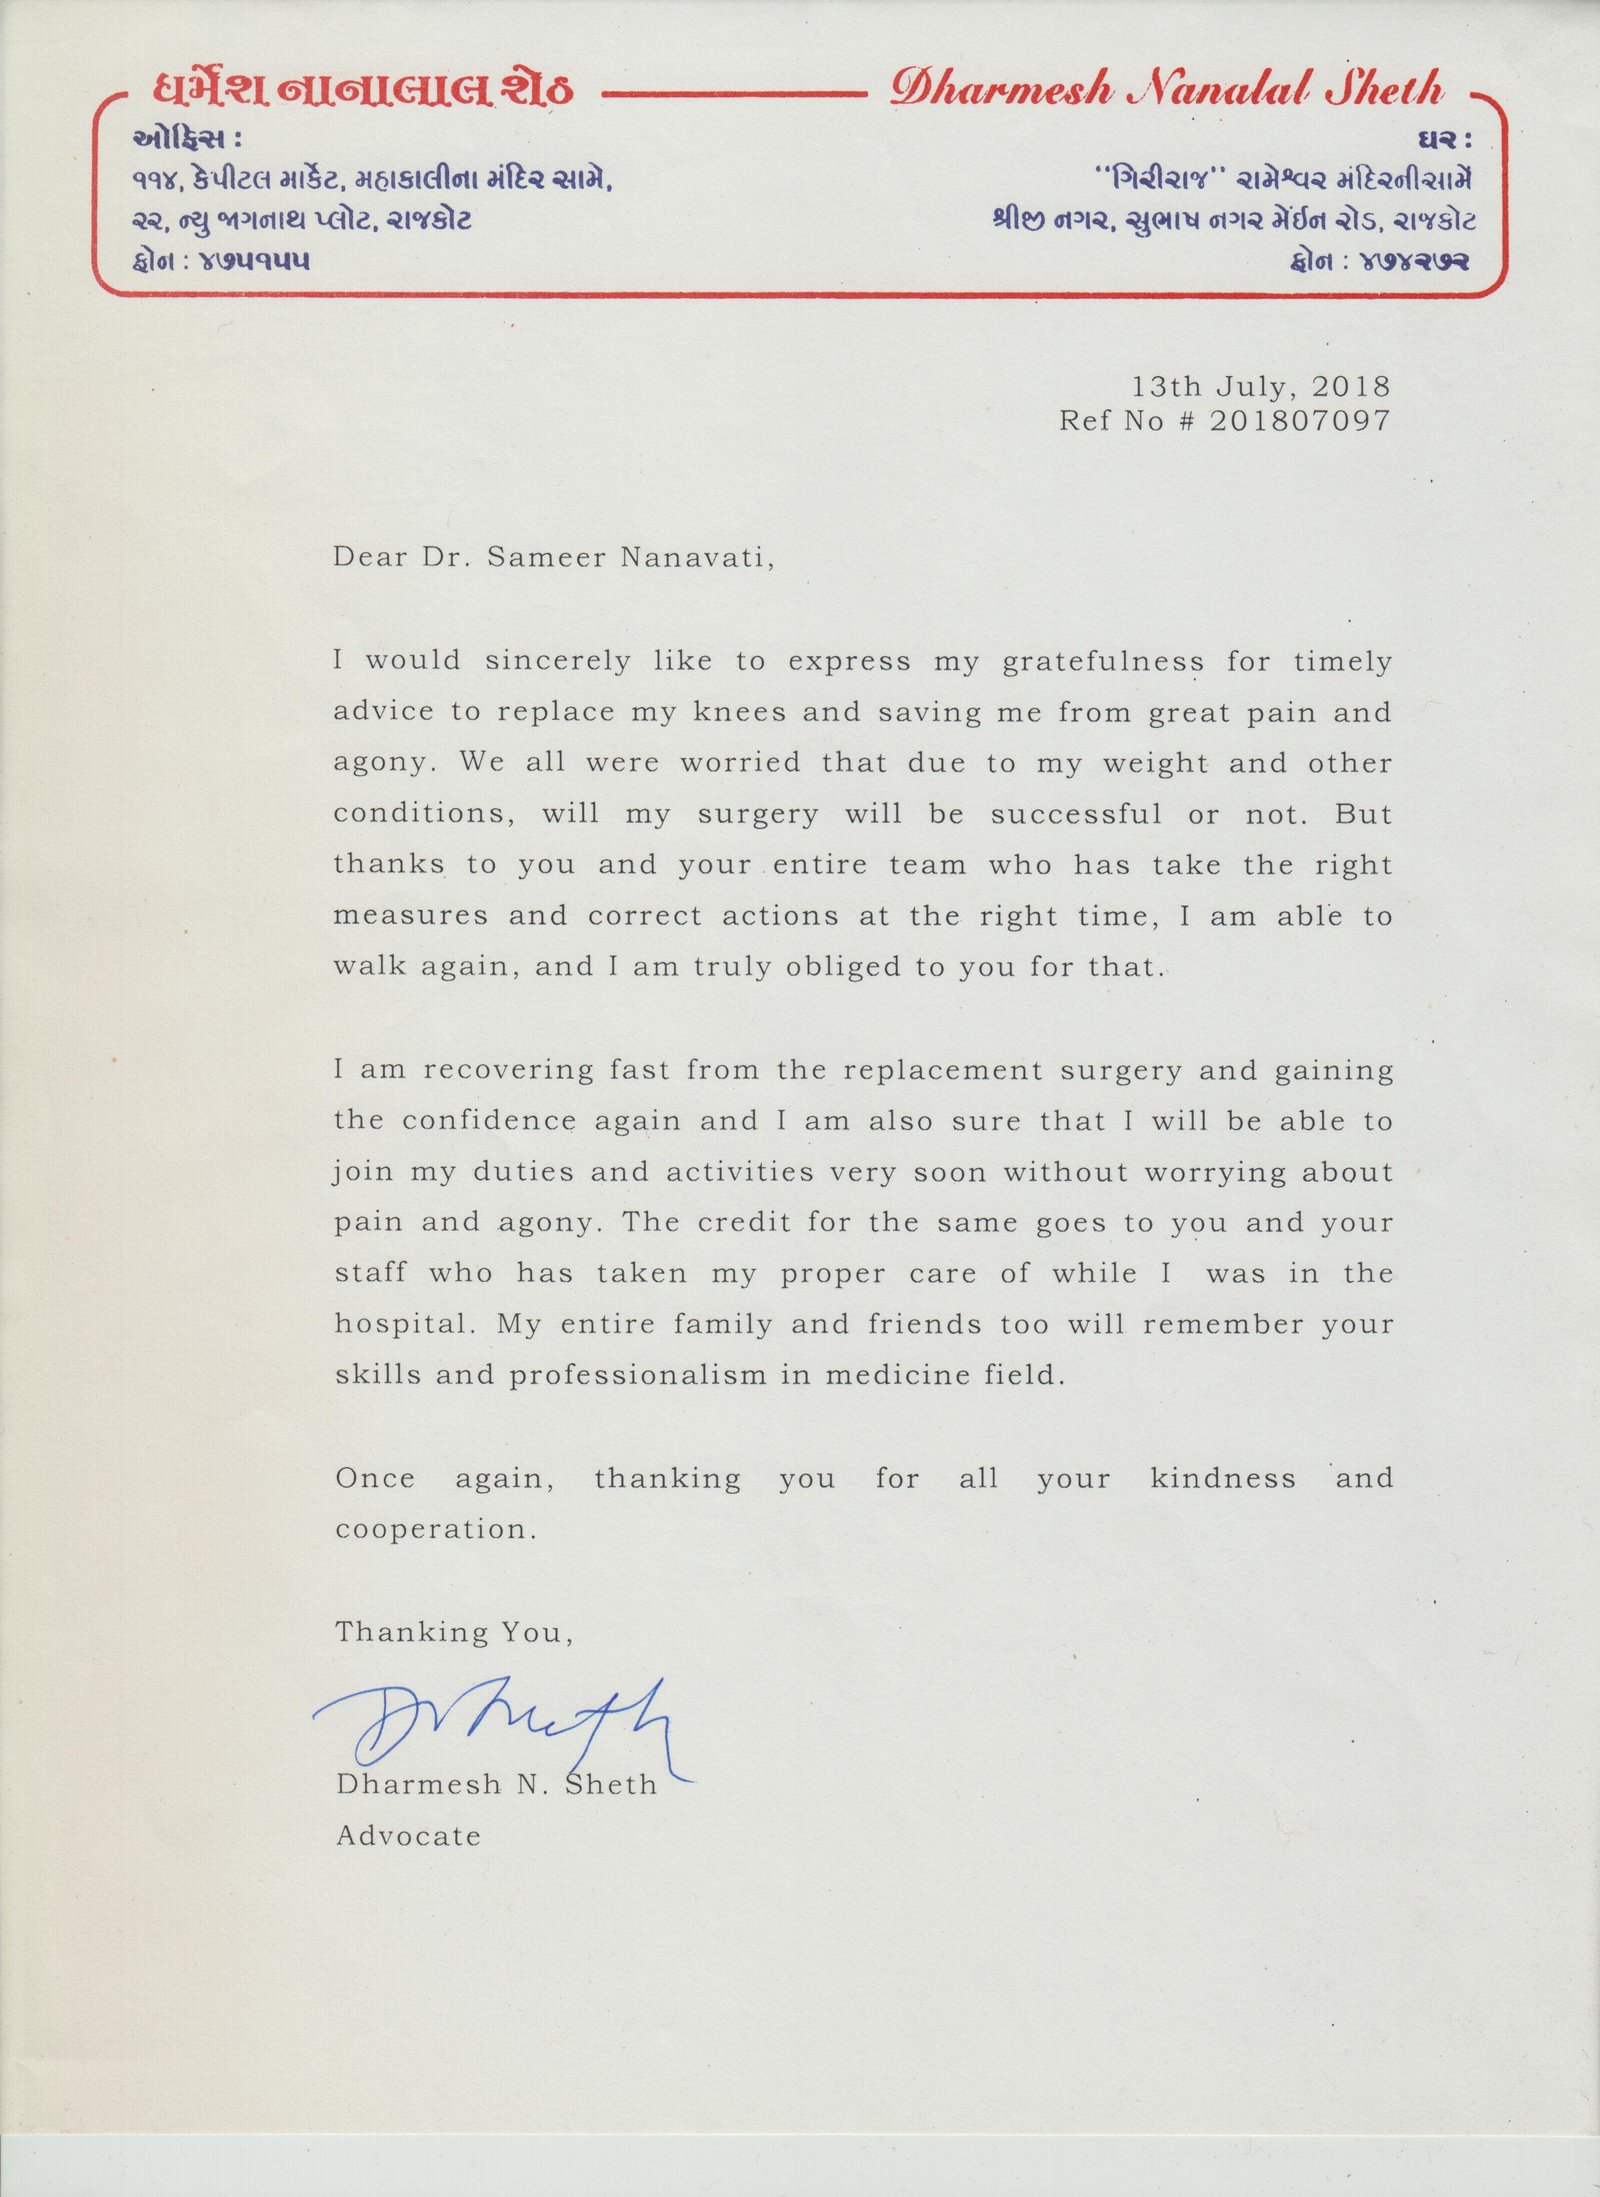 ધર્મેશ નાનાલાલ શેઠ
Dharmesh Nanalal Sheth
ઓફિસ :
૧૧૪, કેપીટલ માર્કેટ, મહાકાલીના મંદિર સામે,
૨૨, ન્યુ જાગનાથ પ્લોટ, રાજકોટ
ફોન : ૪૭૫૧૫૫
ઘર :
"ગિરીરાજ" રામેશ્વર મંદિરનીસામેં
શ્રીજી નગર, સુભાષ નગર મેંઈન રોડ, રાજકોટ
ફોન : ૪૭૪૨૭૨
13th July, 2018
Ref No # 201807097
Dear Dr. Sameer Nanavati,
I would sincerely like to express my gratefulness for timely
advice to replace my knees and saving me from great pain and
agony. We all were worried that due to my weight and other
conditions, will my surgery will be successful or not. But
thanks to you and your entire team who has take the right
measures and correct actions at the right time, I am able to
walk again, and I am truly obliged to you for that.
I am recovering fast from the replacement surgery and gaining
the confidence again and I am also sure that I will be able to
join my duties and activities very soon without worrying about
pain and agony. The credit for the same goes to you and your
staff who has taken my proper care of while I was in the
hospital. My entire family and friends too will remember your
skills and professionalism in medicine field.
Once again, thanking you for all your kindness and
cooperation.
Thanking You,
Dharmesh N. Sheth
Advocate